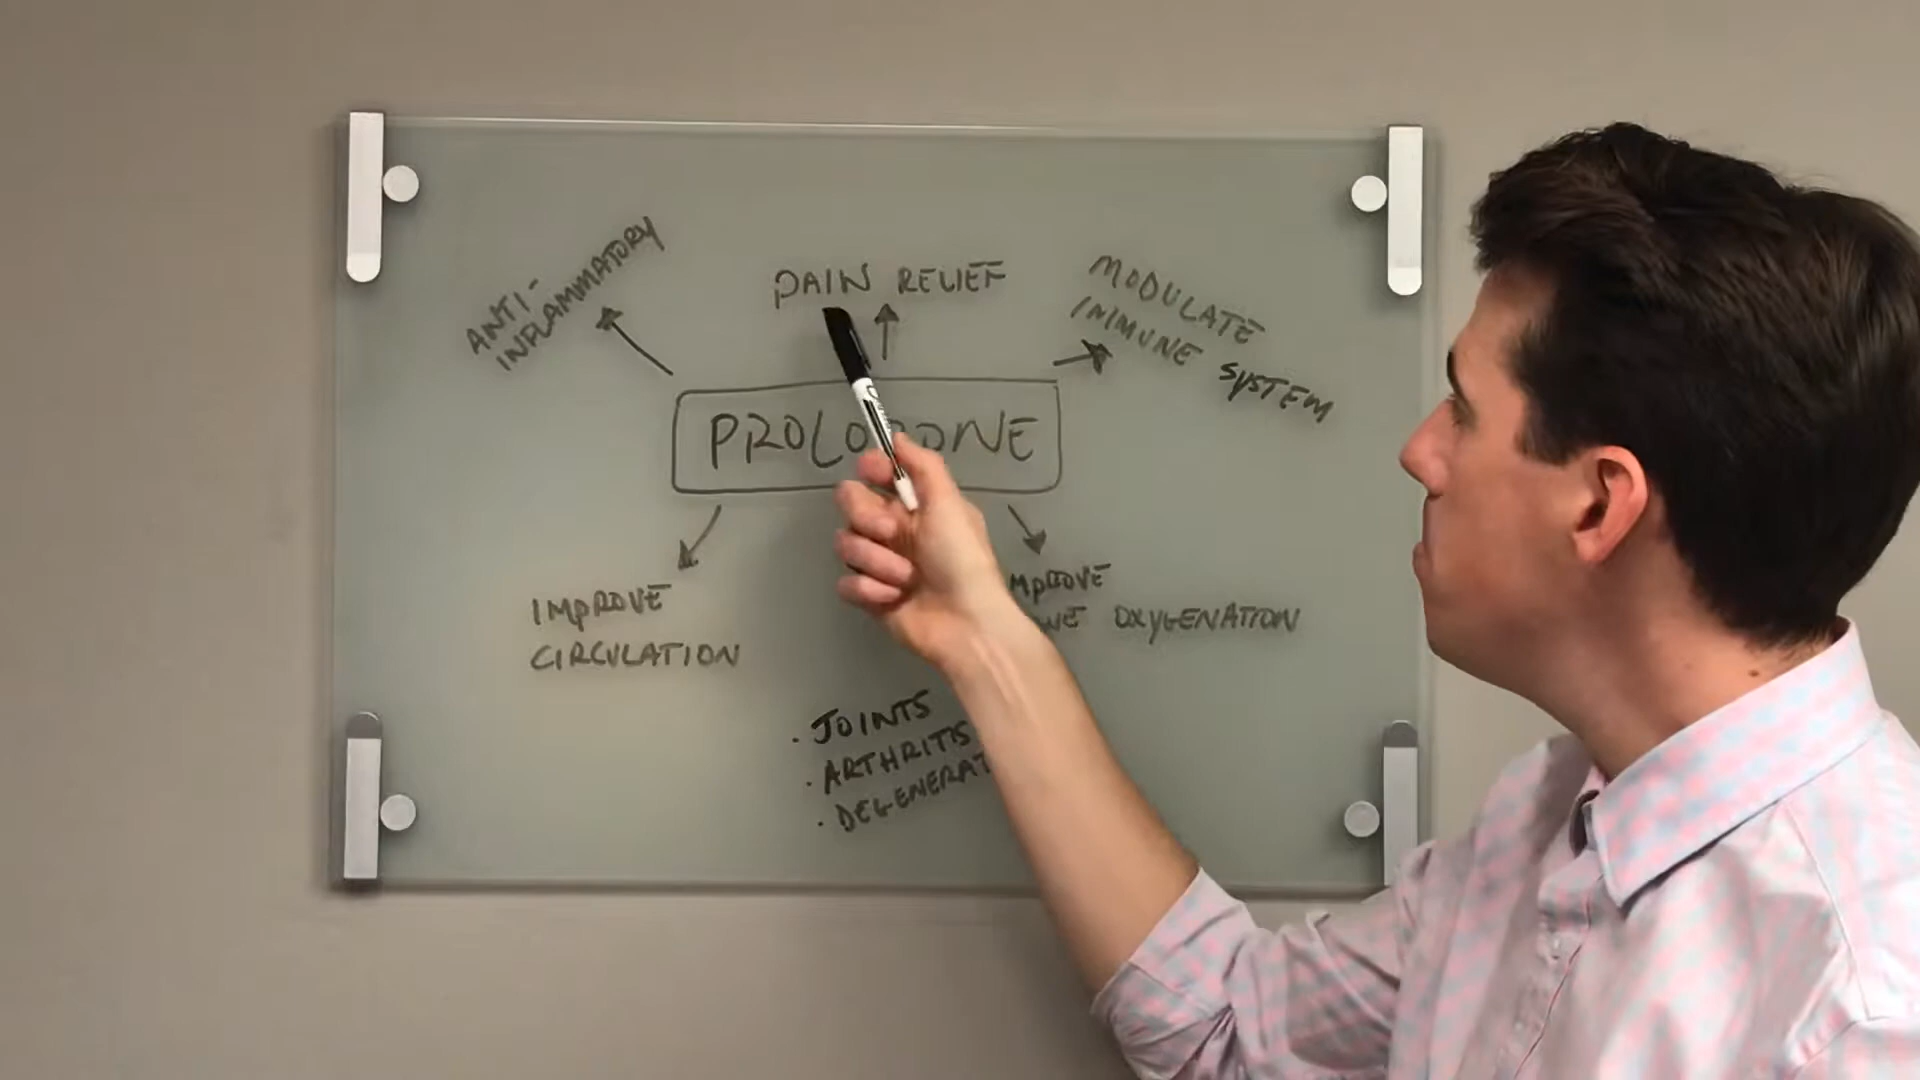 ANTI-
INFLAMMATORY
PAIN RELIEF
MODULATE
IMMUNE SYSTEM
IMPROVE
CIRCULATION
OXYGENATION
. JOINTS
. ARTHRITIS